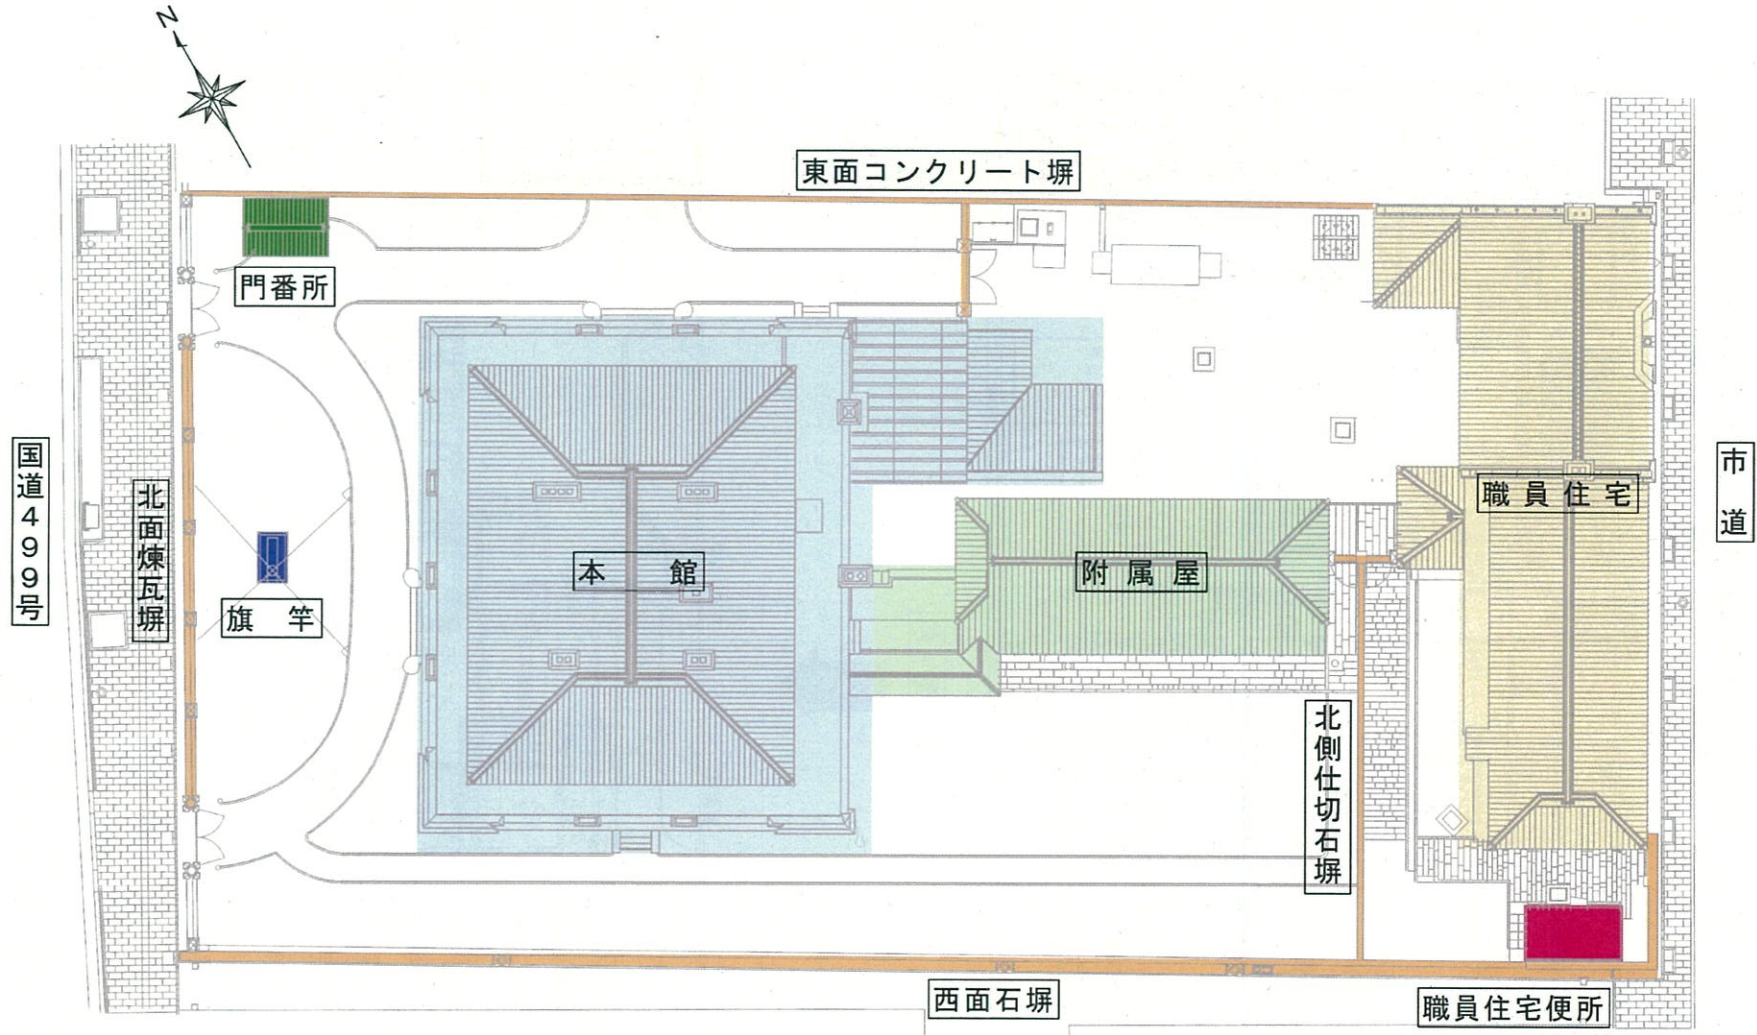 N
東面コンクリート塀
門番所
国道499号
北面煉瓦塀
旗竿
本館
附属屋
職員住宅
市道
北側仕切石塀
西面石塀
職員住宅便所